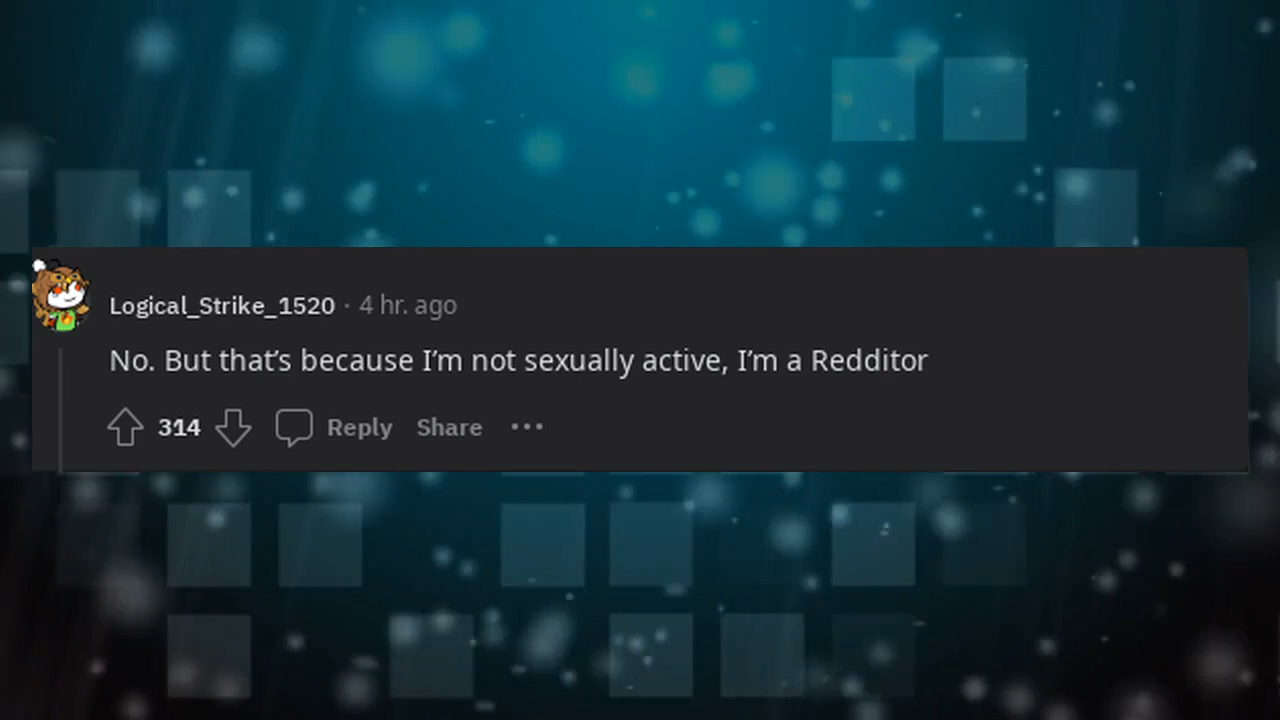 Logical_Strike_1520 · 4 hr. ago
No. But that’s because I’m not sexually active, I’m a Redditor
314 Reply Share •••